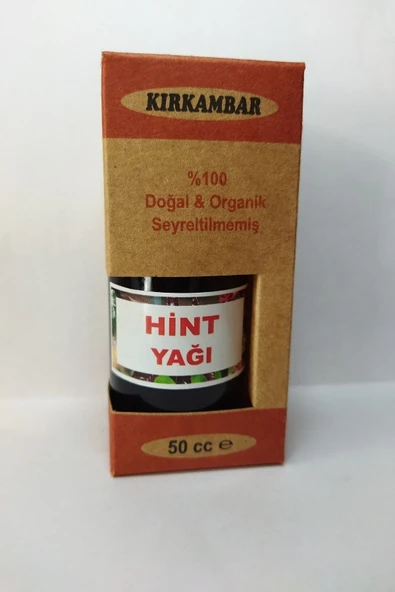 KIRKAMBAR
%100
Doğal & Organik
Seyreltilmemiş
HİNT
YAĞI
50 cc ℮